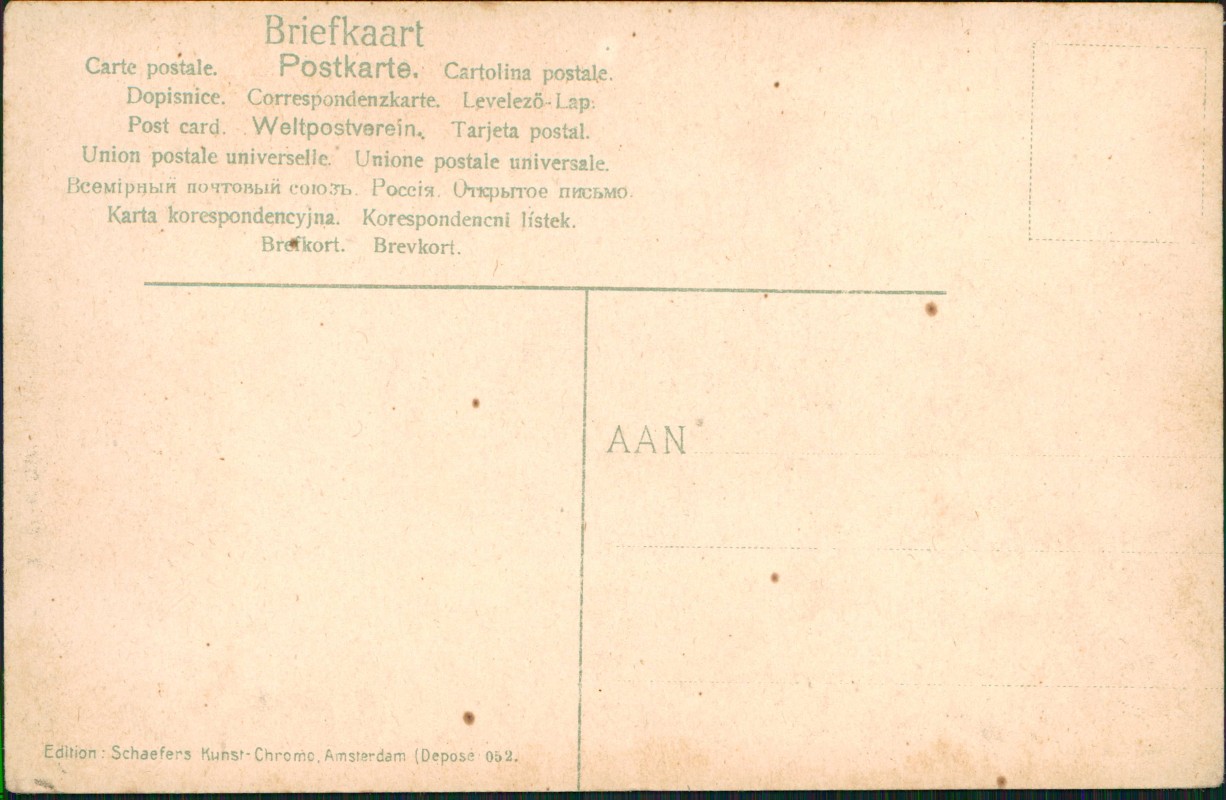 Briefkaart
Carte postale. Postkarte. Cartolina postale.
Dopisnice. Correspondenzkarte. Levelező-Lap.
Post card. Weltpostverein. Tarjeta postal.
Union postale universelle. Unione postale universale.
Всемірный почтовый союзъ. Россія. Открытое письмо.
Karta korespondencyjna. Korespondencni lístek.
Brefkort. Brevkort.
AAN
Edition: Schaefers Kunst-Chromo, Amsterdam (Deposé 052.